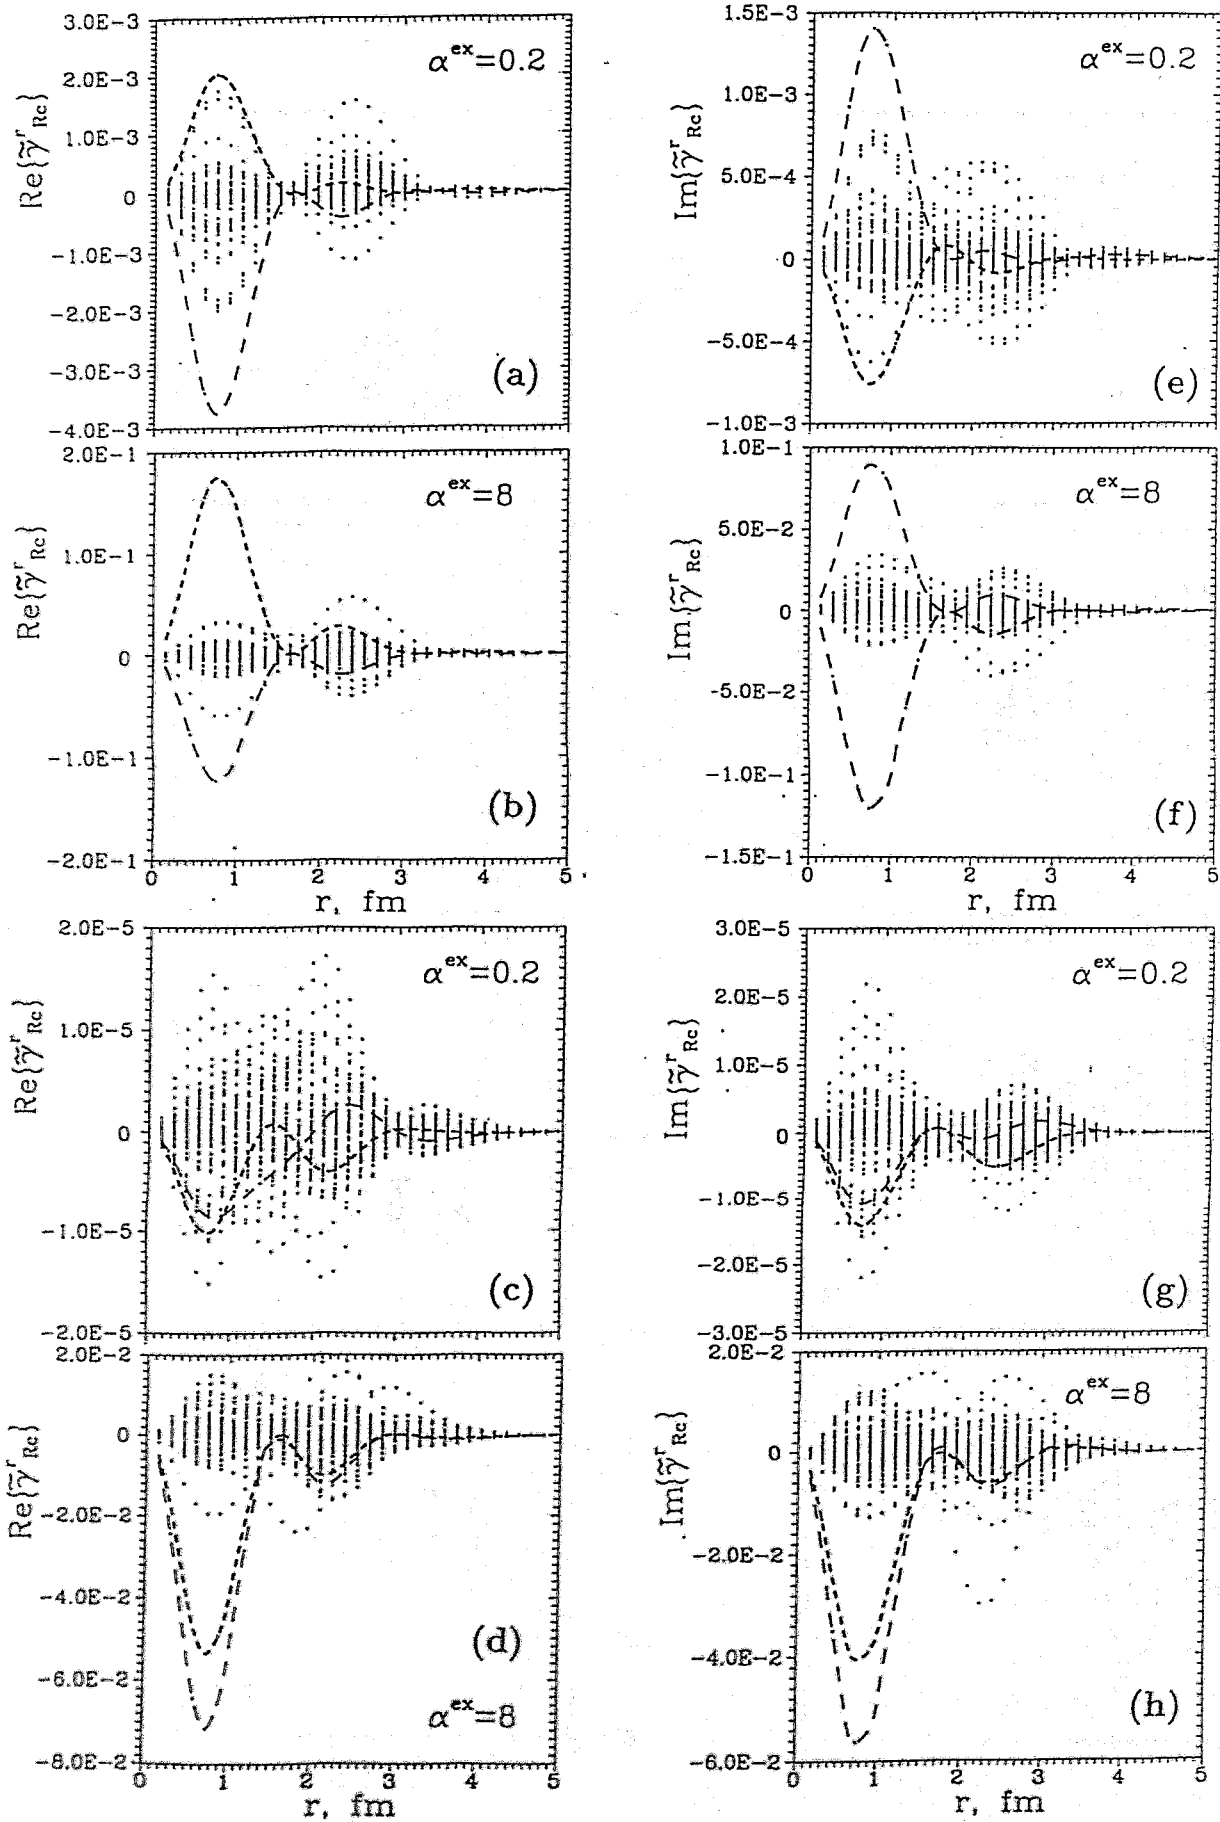 3.0E-3
2.0E-3
1.0E-3
0
-1.0E-3
-2.0E-3
-3.0E-3
-4.0E-3
Re{γ̃ʳRc}
αᵉˣ=0.2
(a)
2.0E-1
1.0E-1
0
-1.0E-1
-2.0E-1
Re{γ̃ʳRc}
αᵉˣ=8
(b)
0 1 2 3 4 5
r, fm
2.0E-5
1.0E-5
0
-1.0E-5
-2.0E-5
Re{γ̃ʳRc}
αᵉˣ=0.2
(c)
2.0E-2
0
-2.0E-2
-4.0E-2
-6.0E-2
-8.0E-2
Re{γ̃ʳRc}
(d)
αᵉˣ=8
0 1 2 3 4 5
r, fm
1.5E-3
1.0E-3
5.0E-4
0
-5.0E-4
-1.0E-3
Im{γ̃ʳRc}
αᵉˣ=0.2
(e)
1.0E-1
5.0E-2
0
-5.0E-2
-1.0E-1
-1.5E-1
Im{γ̃ʳRc}
αᵉˣ=8
(f)
0 1 2 3 4 5
r, fm
3.0E-5
2.0E-5
1.0E-5
0
-1.0E-5
-2.0E-5
-3.0E-5
Im{γ̃ʳRc}
αᵉˣ=0.2
(g)
2.0E-2
0
-2.0E-2
-4.0E-2
-6.0E-2
Im{γ̃ʳRc}
αᵉˣ=8
(h)
0 1 2 3 4 5
r, fm